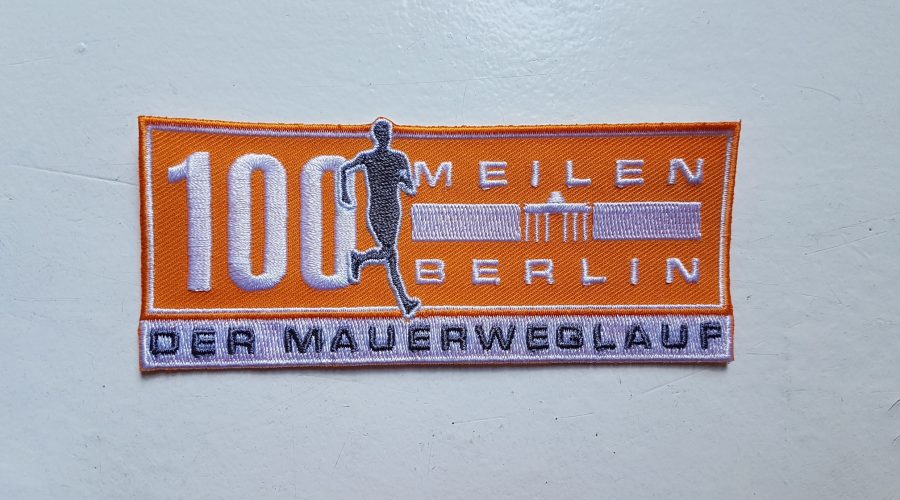 100 MEILEN
BERLIN
DER MAUERWEGLAUF